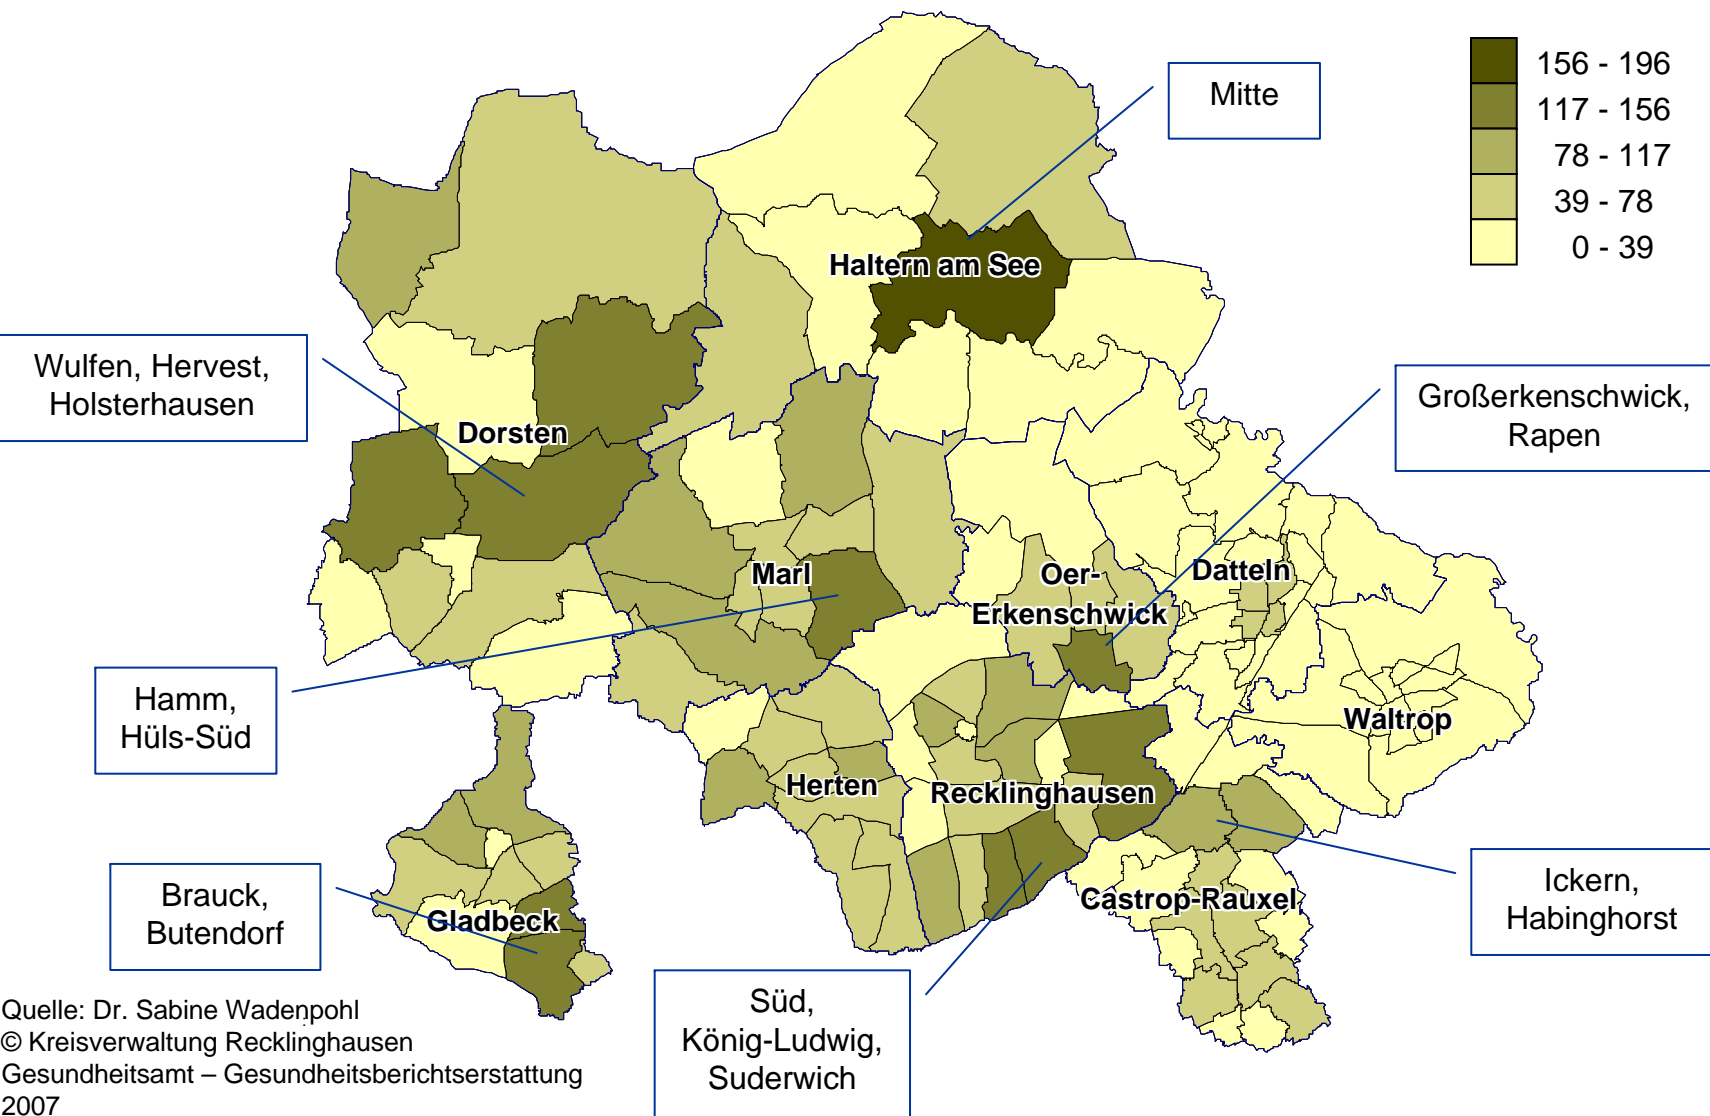 156 - 196
117 - 156
78 - 117
39 - 78
0 - 39
Mitte
Haltern am See
Wulfen, Hervest,
Holsterhausen
Großerkenschwick,
Rapen
Dorsten
Marl
Oer-
Erkenschwick
Datteln
Hamm,
Hüls-Süd
Waltrop
Herten
Recklinghausen
Brauck,
Butendorf
Gladbeck
Castrop-Rauxel
Ickern,
Habinghorst
Süd,
König-Ludwig,
Suderwich
Quelle: Dr. Sabine Wadenpohl
© Kreisverwaltung Recklinghausen
Gesundheitsamt – Gesundheitsberichtserstattung
2007